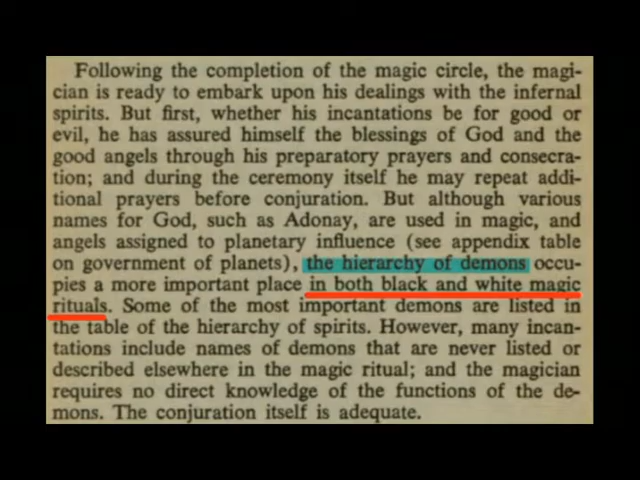 Following the completion of the magic circle, the magi-
cian is ready to embark upon his dealings with the infernal
spirits. But first, whether his incantations be for good or
evil, he has assured himself the blessings of God and the
good angels through his preparatory prayers and consecra-
tion; and during the ceremony itself he may repeat addi-
tional prayers before conjuration. But although various
names for God, such as Adonay, are used in magic, and
angels assigned to planetary influence (see appendix table
on government of planets), the hierarchy of demons occu-
pies a more important place in both black and white magic
rituals. Some of the most important demons are listed in
the table of the hierarchy of spirits. However, many incan-
tations include names of demons that are never listed or
described elsewhere in the magic ritual; and the magician
requires no direct knowledge of the functions of the de-
mons. The conjuration itself is adequate.